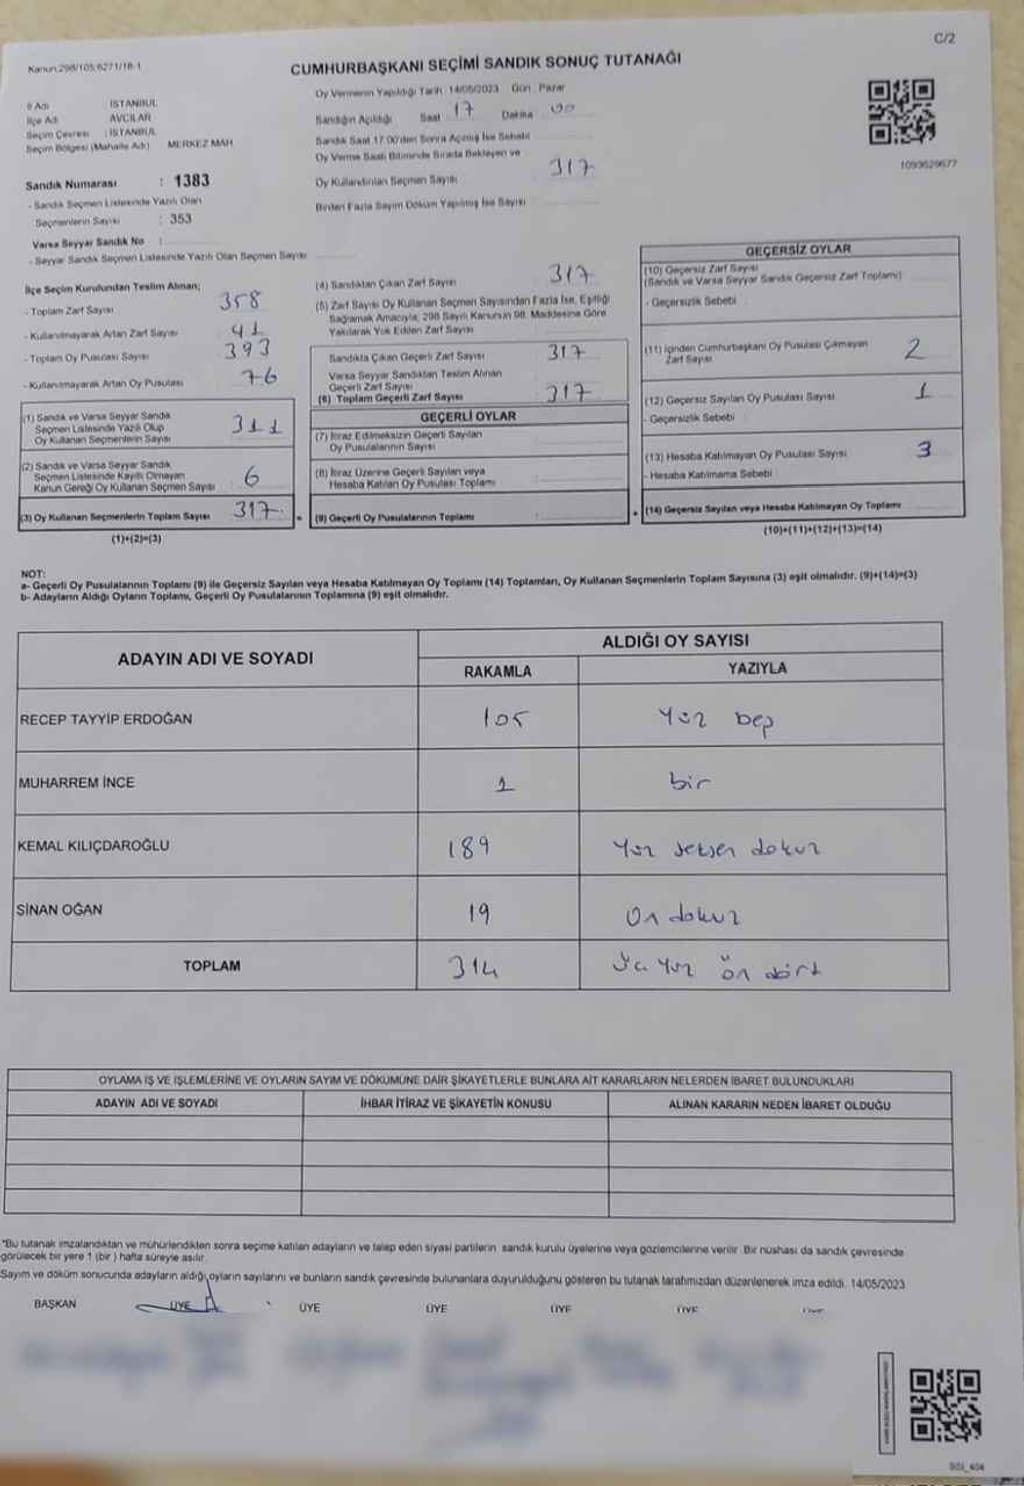 C/2
Kanun:298/105,6271/18-1
CUMHURBAŞKANI SEÇİMİ SANDIK SONUÇ TUTANAĞI
İl Adı : İSTANBUL
İlçe Adı : AVCILAR
Seçim Çevresi : İSTANBUL
Seçim Bölgesi (Mahalle Adı) : MERKEZ MAH.
Sandık Numarası : 1383
- Sandık Seçmen Listesinde Yazılı Olan
Seçmenlerin Sayısı : 353
Varsa Seyyar Sandık No :
- Seyyar Sandık Seçmen Listesinde Yazılı Olan Seçmen Sayısı
Oy Vermenin Yapıldığı Tarih: 14/05/2023 Gün: Pazar
Sandığın Açıldığı Saat 17 Dakika 00
Sandık Saat 17.00'den Sonra Açılmış İse Sebebi
Oy Verme Saati Bitiminde Sırada Bekleyen ve
Oy Kullandırılan Seçmen Sayısı 317
Birden Fazla Sayım Döküm Yapılmış İse Sayısı
1093629677
İlçe Seçim Kurulundan Teslim Alınan;
- Toplam Zarf Sayısı 358
- Kullanılmayarak Artan Zarf Sayısı 41
- Toplam Oy Pusulası Sayısı 393
- Kullanılmayarak Artan Oy Pusulası 76
(1) Sandık ve Varsa Seyyar Sandık
Seçmen Listesinde Yazılı Olup
Oy Kullanan Seçmenlerin Sayısı 311
(2) Sandık ve Varsa Seyyar Sandık
Seçmen Listesinde Kayıtlı Olmayan
Kanun Gereği Oy Kullanan Seçmen Sayısı 6
(3) Oy Kullanan Seçmenlerin Toplam Sayısı 317
(1)+(2)=(3)
(4) Sandıktan Çıkan Zarf Sayısı 317
(5) Zarf Sayısı Oy Kullanan Seçmen Sayısından Fazla İse, Eşitliği
Sağlamak Amacıyla, 298 Sayılı Kanunun 98. Maddesine Göre
Yakılarak Yok Edilen Zarf Sayısı
Sandıkta Çıkan Geçerli Zarf Sayısı 317
Varsa Seyyar Sandıktan Teslim Alınan
Geçerli Zarf Sayısı
(6) Toplam Geçerli Zarf Sayısı 317
GEÇERLİ OYLAR
(7) İtiraz Edilmeksizin Geçerli Sayılan
Oy Pusulalarının Sayısı
(8) İtiraz Üzerine Geçerli Sayılan veya
Hesaba Katılan Oy Pusulası Toplamı
= (9) Geçerli Oy Pusulalarının Toplamı :
GEÇERSİZ OYLAR
(10) Geçersiz Zarf Sayısı
(Sandık ve Varsa Seyyar Sandık Geçersiz Zarf Toplamı)
- Geçersizlik Sebebi
(11) İçinden Cumhurbaşkanı Oy Pusulası Çıkmayan
Zarf Sayısı 2
(12) Geçersiz Sayılan Oy Pusulası Sayısı 1
- Geçersizlik Sebebi
(13) Hesaba Katılmayan Oy Pusulası Sayısı 3
- Hesaba Katılmama Sebebi
+ (14) Geçersiz Sayılan veya Hesaba Katılmayan Oy Toplamı
(10)+(11)+(12)+(13)=(14)
NOT:
a- Geçerli Oy Pusulalarının Toplamı (9) ile Geçersiz Sayılan veya Hesaba Katılmayan Oy Toplamı (14) Toplamları, Oy Kullanan Seçmenlerin Toplam Sayısına (3) eşit olmalıdır. (9)+(14)=(3)
b- Adayların Aldığı Oyların Toplamı, Geçerli Oy Pusulalarının Toplamına (9) eşit olmalıdır.
ADAYIN ADI VE SOYADI ALDIĞI OY SAYISI
RAKAMLA YAZIYLA
RECEP TAYYİP ERDOĞAN 105 Yüz beş
MUHARREM İNCE 1 bir
KEMAL KILIÇDAROĞLU 189 Yüz seksen dokuz
SİNAN OĞAN 19 On dokuz
TOPLAM 314 Üç Yüz ön dört
OYLAMA İŞ VE İŞLEMLERİNE VE OYLARIN SAYIM VE DÖKÜMÜNE DAİR ŞİKAYETLERLE BUNLARA AİT KARARLARIN NELERDEN İBARET BULUNDUKLARI
ADAYIN ADI VE SOYADI İHBAR İTİRAZ VE ŞİKAYETİN KONUSU ALINAN KARARIN NEDEN İBARET OLDUĞU
*Bu tutanak imzalandıktan ve mühürlendikten sonra seçime katılan adayların ve talep eden siyasi partilerin sandık kurulu üyelerine veya gözlemcilerine verilir. Bir nüshası da sandık çevresinde
görülecek bir yere 1 (bir ) hafta süreyle asılır.
Sayım ve döküm sonucunda adayların aldığı oyların sayılarını ve bunların sandık çevresinde bulunanlara duyurulduğunu gösteren bu tutanak tarafımızdan düzenlenerek imza edildi. 14/05/2023
BAŞKAN ÜYE ÜYE ÜYE ÜYE ÜYE ÜYE